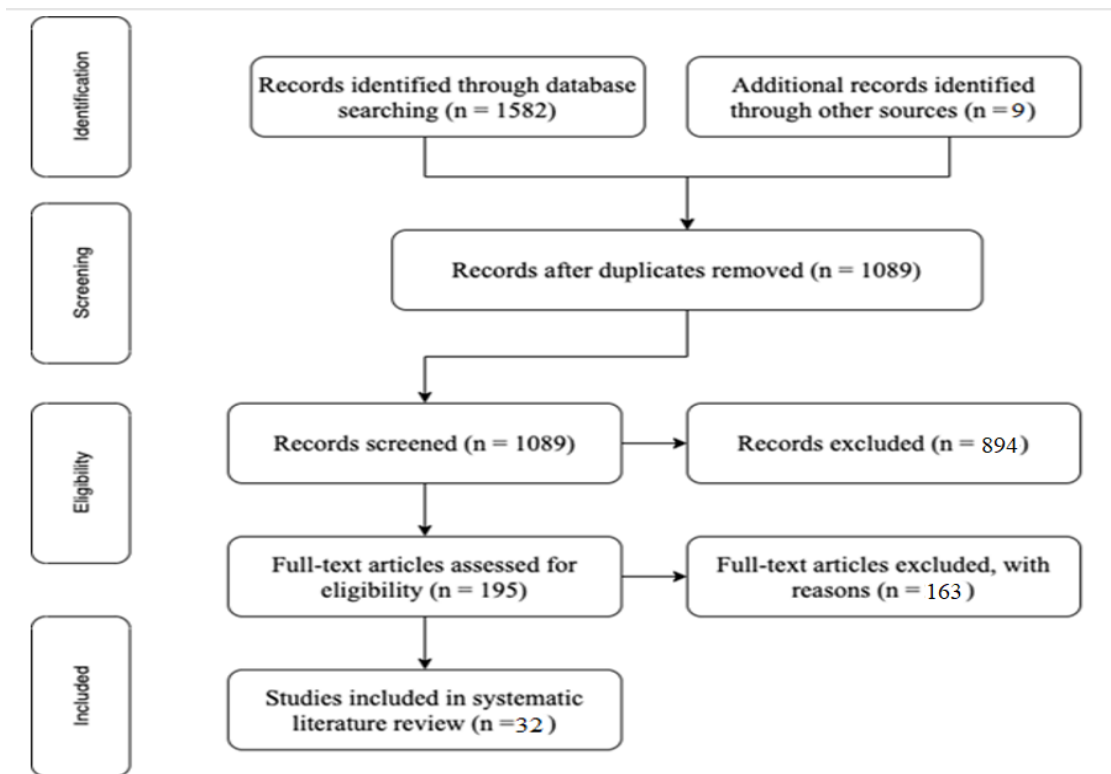 Identification
Records identified through database
searching (n = 1582)
Additional records identified
through other sources (n = 9)
Screening
Records after duplicates removed (n = 1089)
Eligibility
Records screened (n = 1089)
Records excluded (n = 894)
Full-text articles assessed for
eligibility (n = 195)
Full-text articles excluded, with
reasons (n = 163)
Included
Studies included in systematic
literature review (n =32)